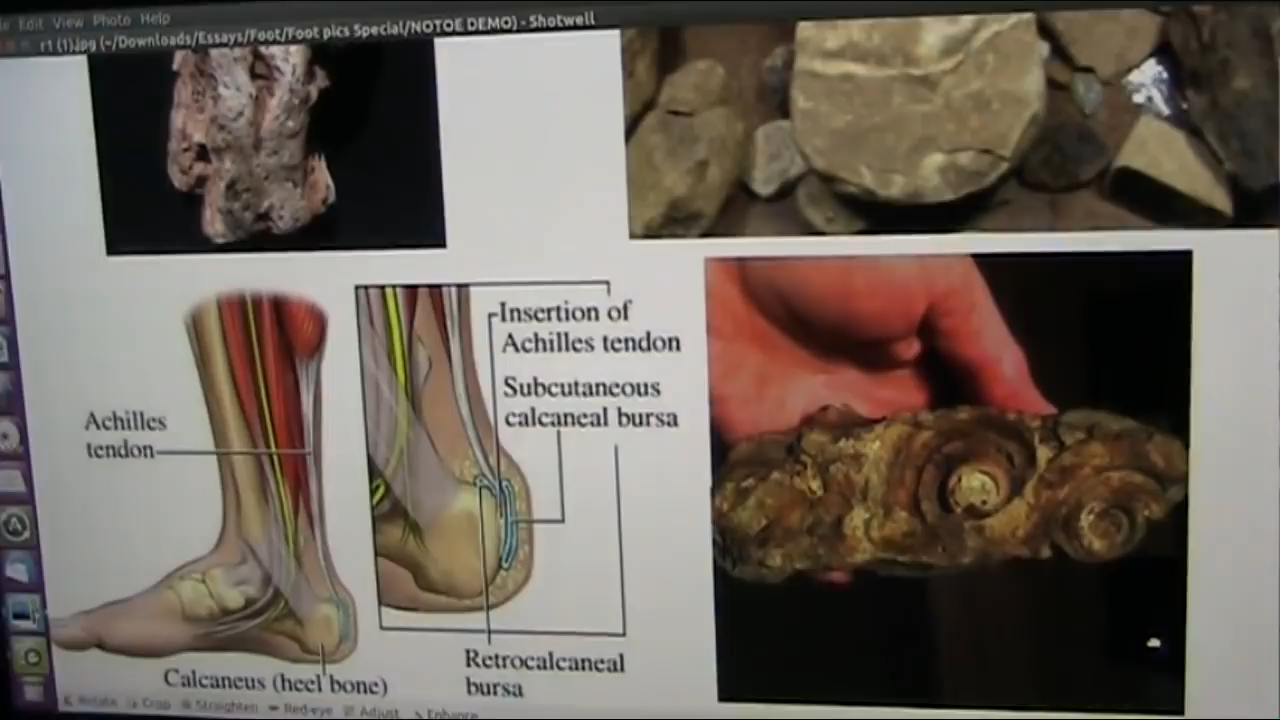 Edit View Photo Help
r1 (1).jpg (~/Downloads/Essays/Foot/Foot pics Special/NOTOE DEMO) - Shotwell
Insertion of
Achilles tendon
Subcutaneous
calcaneal bursa
Achilles
tendon
Retrocalcaneal
bursa
Calcaneus (heel bone)
Rotate Crop Straighten Red-eye Adjust Enhance